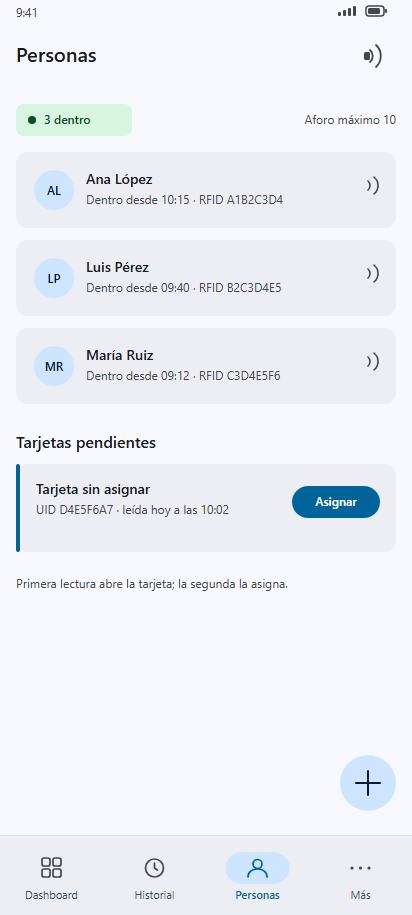 9:41
Personas
3 dentro
Aforo máximo 10
AL
Ana López
Dentro desde 10:15 · RFID A1B2C3D4
LP
Luis Pérez
Dentro desde 09:40 · RFID B2C3D4E5
MR
María Ruiz
Dentro desde 09:12 · RFID C3D4E5F6
Tarjetas pendientes
Tarjeta sin asignar
UID D4E5F6A7 · leída hoy a las 10:02
Asignar
Primera lectura abre la tarjeta; la segunda la asigna.
Dashboard
Historial
Personas
Más